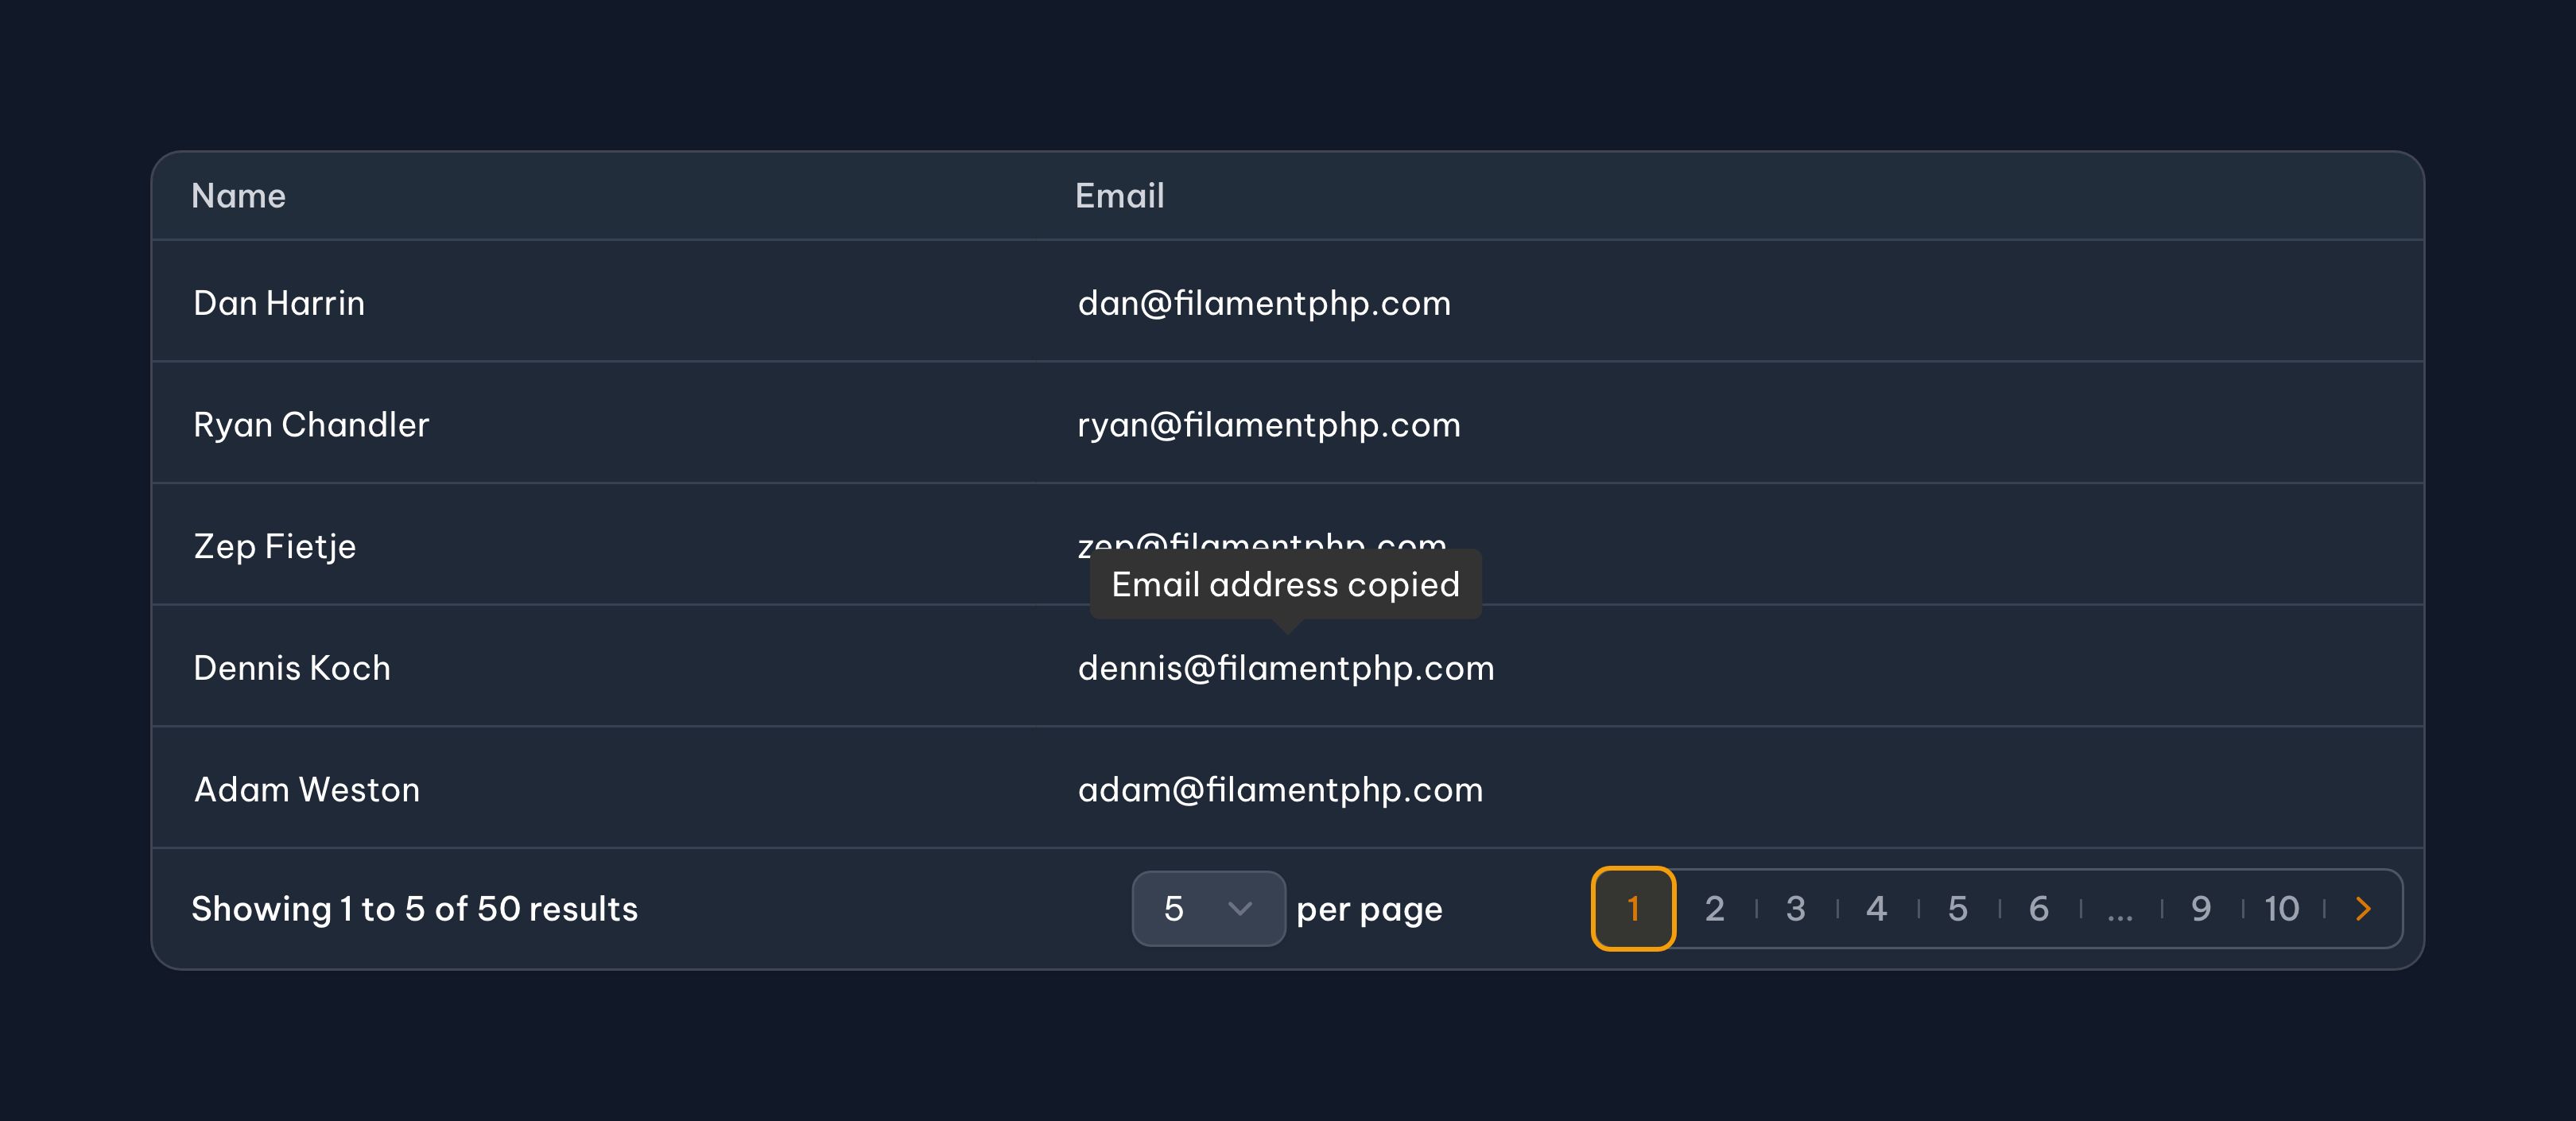 Name Email
Dan Harrin dan@filamentphp.com
Ryan Chandler ryan@filamentphp.com
Zep Fietje zep@filamentphp.com
Email address copied
Dennis Koch dennis@filamentphp.com
Adam Weston adam@filamentphp.com
Showing 1 to 5 of 50 results 5 per page 1 2 3 4 5 6 ... 9 10